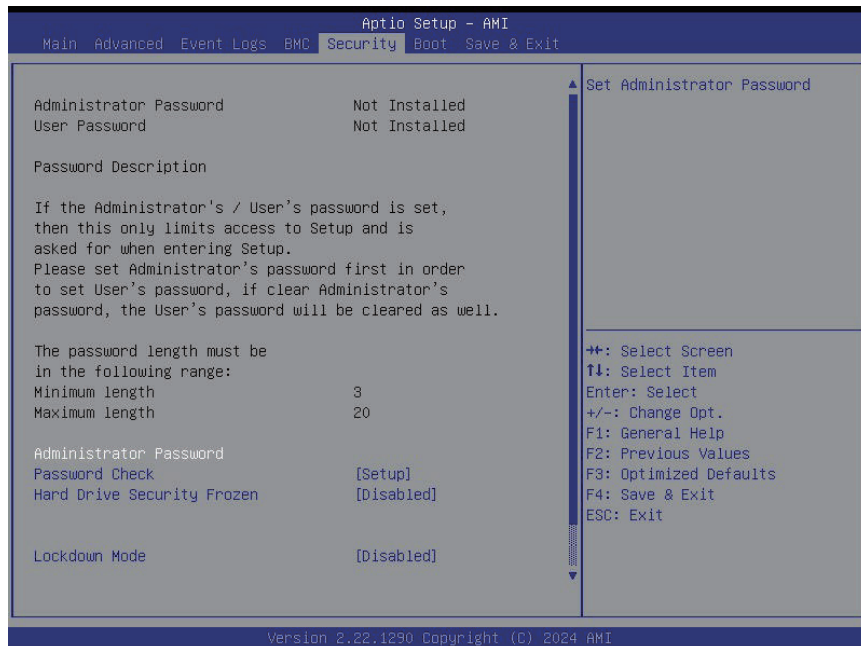 Aptio Setup – AMI
Main Advanced Event Logs BMC Security Boot Save & Exit
Administrator Password Not Installed
User Password Not Installed
Password Description
If the Administrator's / User's password is set,
then this only limits access to Setup and is
asked for when entering Setup.
Please set Administrator's password first in order
to set User's password, if clear Administrator's
password, the User's password will be cleared as well.
The password length must be
in the following range:
Minimum length 3
Maximum length 20
Administrator Password
Password Check [Setup]
Hard Drive Security Frozen [Disabled]
Lockdown Mode [Disabled]
Set Administrator Password
→←: Select Screen
↑↓: Select Item
Enter: Select
+/-: Change Opt.
F1: General Help
F2: Previous Values
F3: Optimized Defaults
F4: Save & Exit
ESC: Exit
Version 2.22.1290 Copyright (C) 2024 AMI